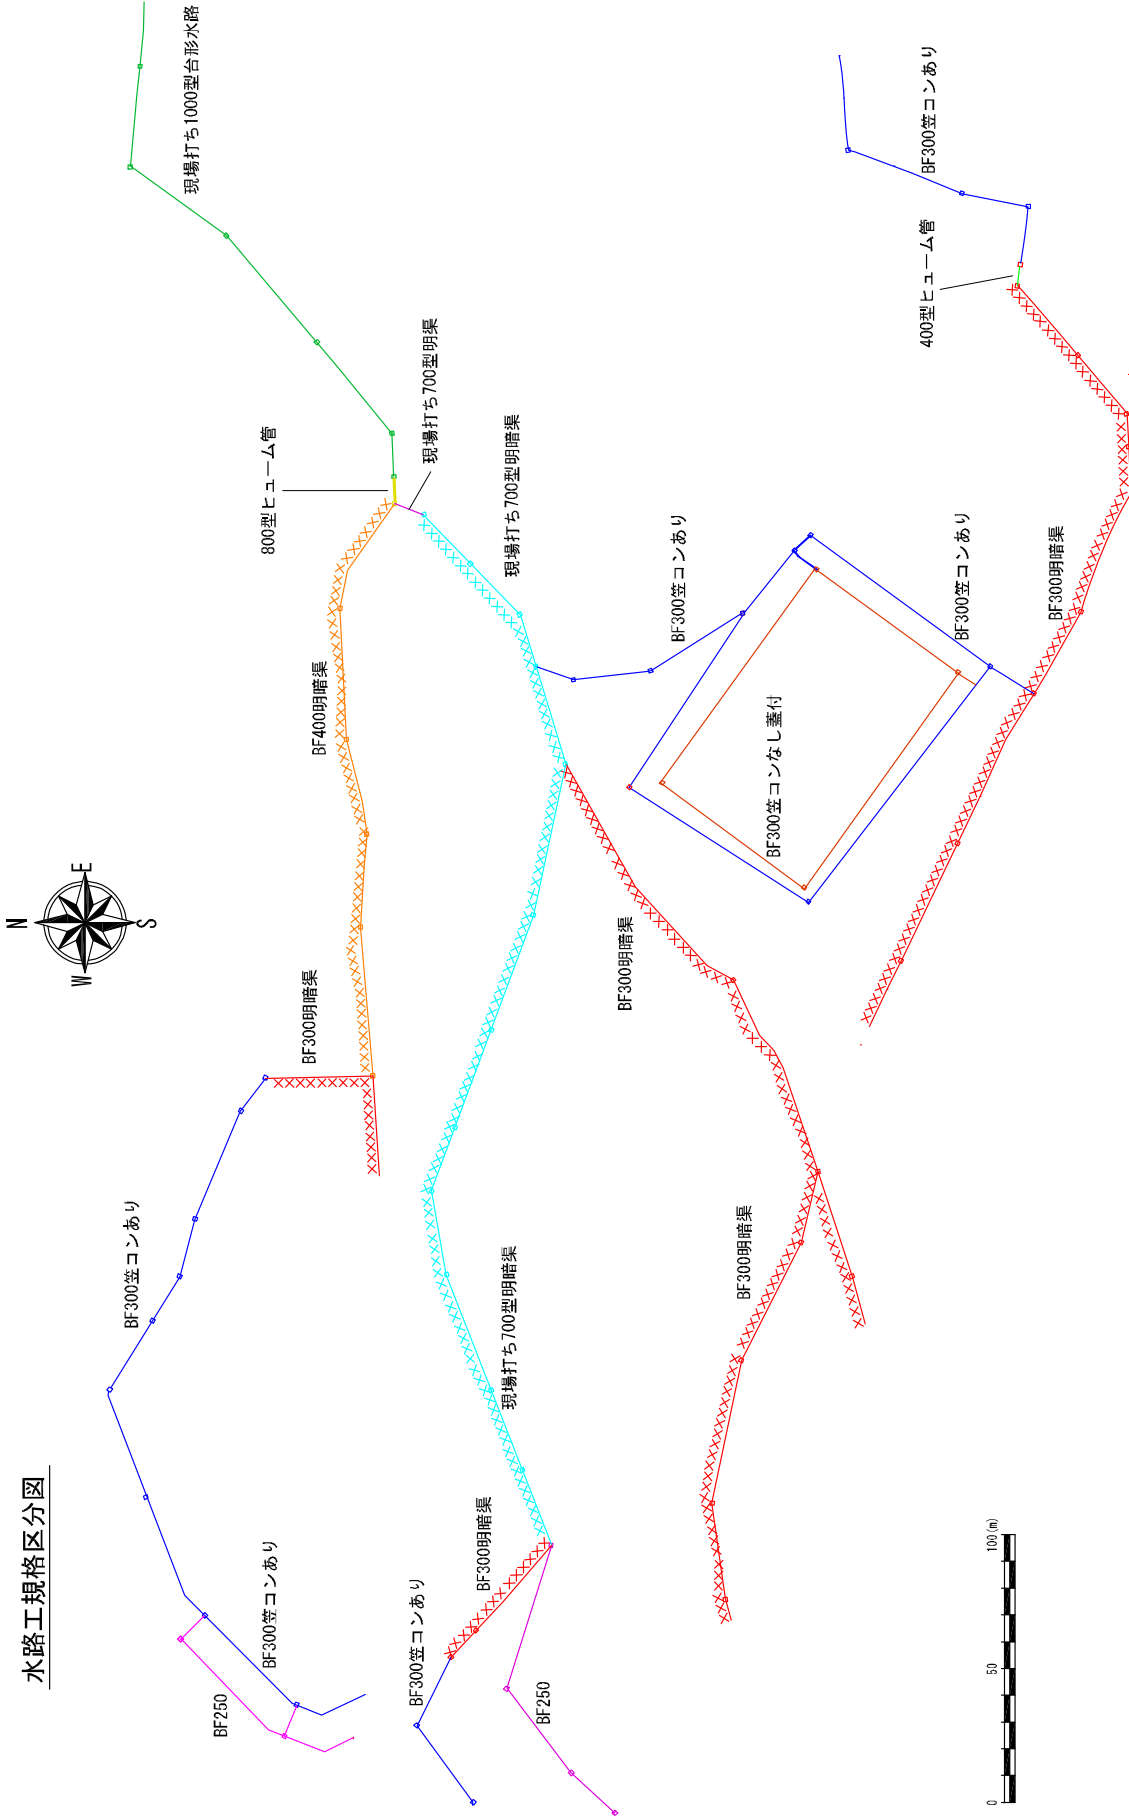 水路工規格区分図
N
E
S
W
現場打ち1000型台形水路
BF300笠コンあり
400型ヒューム管
現場打ち700型明渠
800型ヒューム管
現場打ち700型明暗渠
BF300笠コンあり
BF300笠コンあり
BF300明暗渠
BF400明暗渠
BF300笠コンなし蓋付
BF300明暗渠
BF300明暗渠
BF300笠コンあり
BF300明暗渠
現場打ち700型明暗渠
BF300明暗渠
BF300笠コンあり
BF300笠コンあり
BF250
BF250
0
50
100(m)